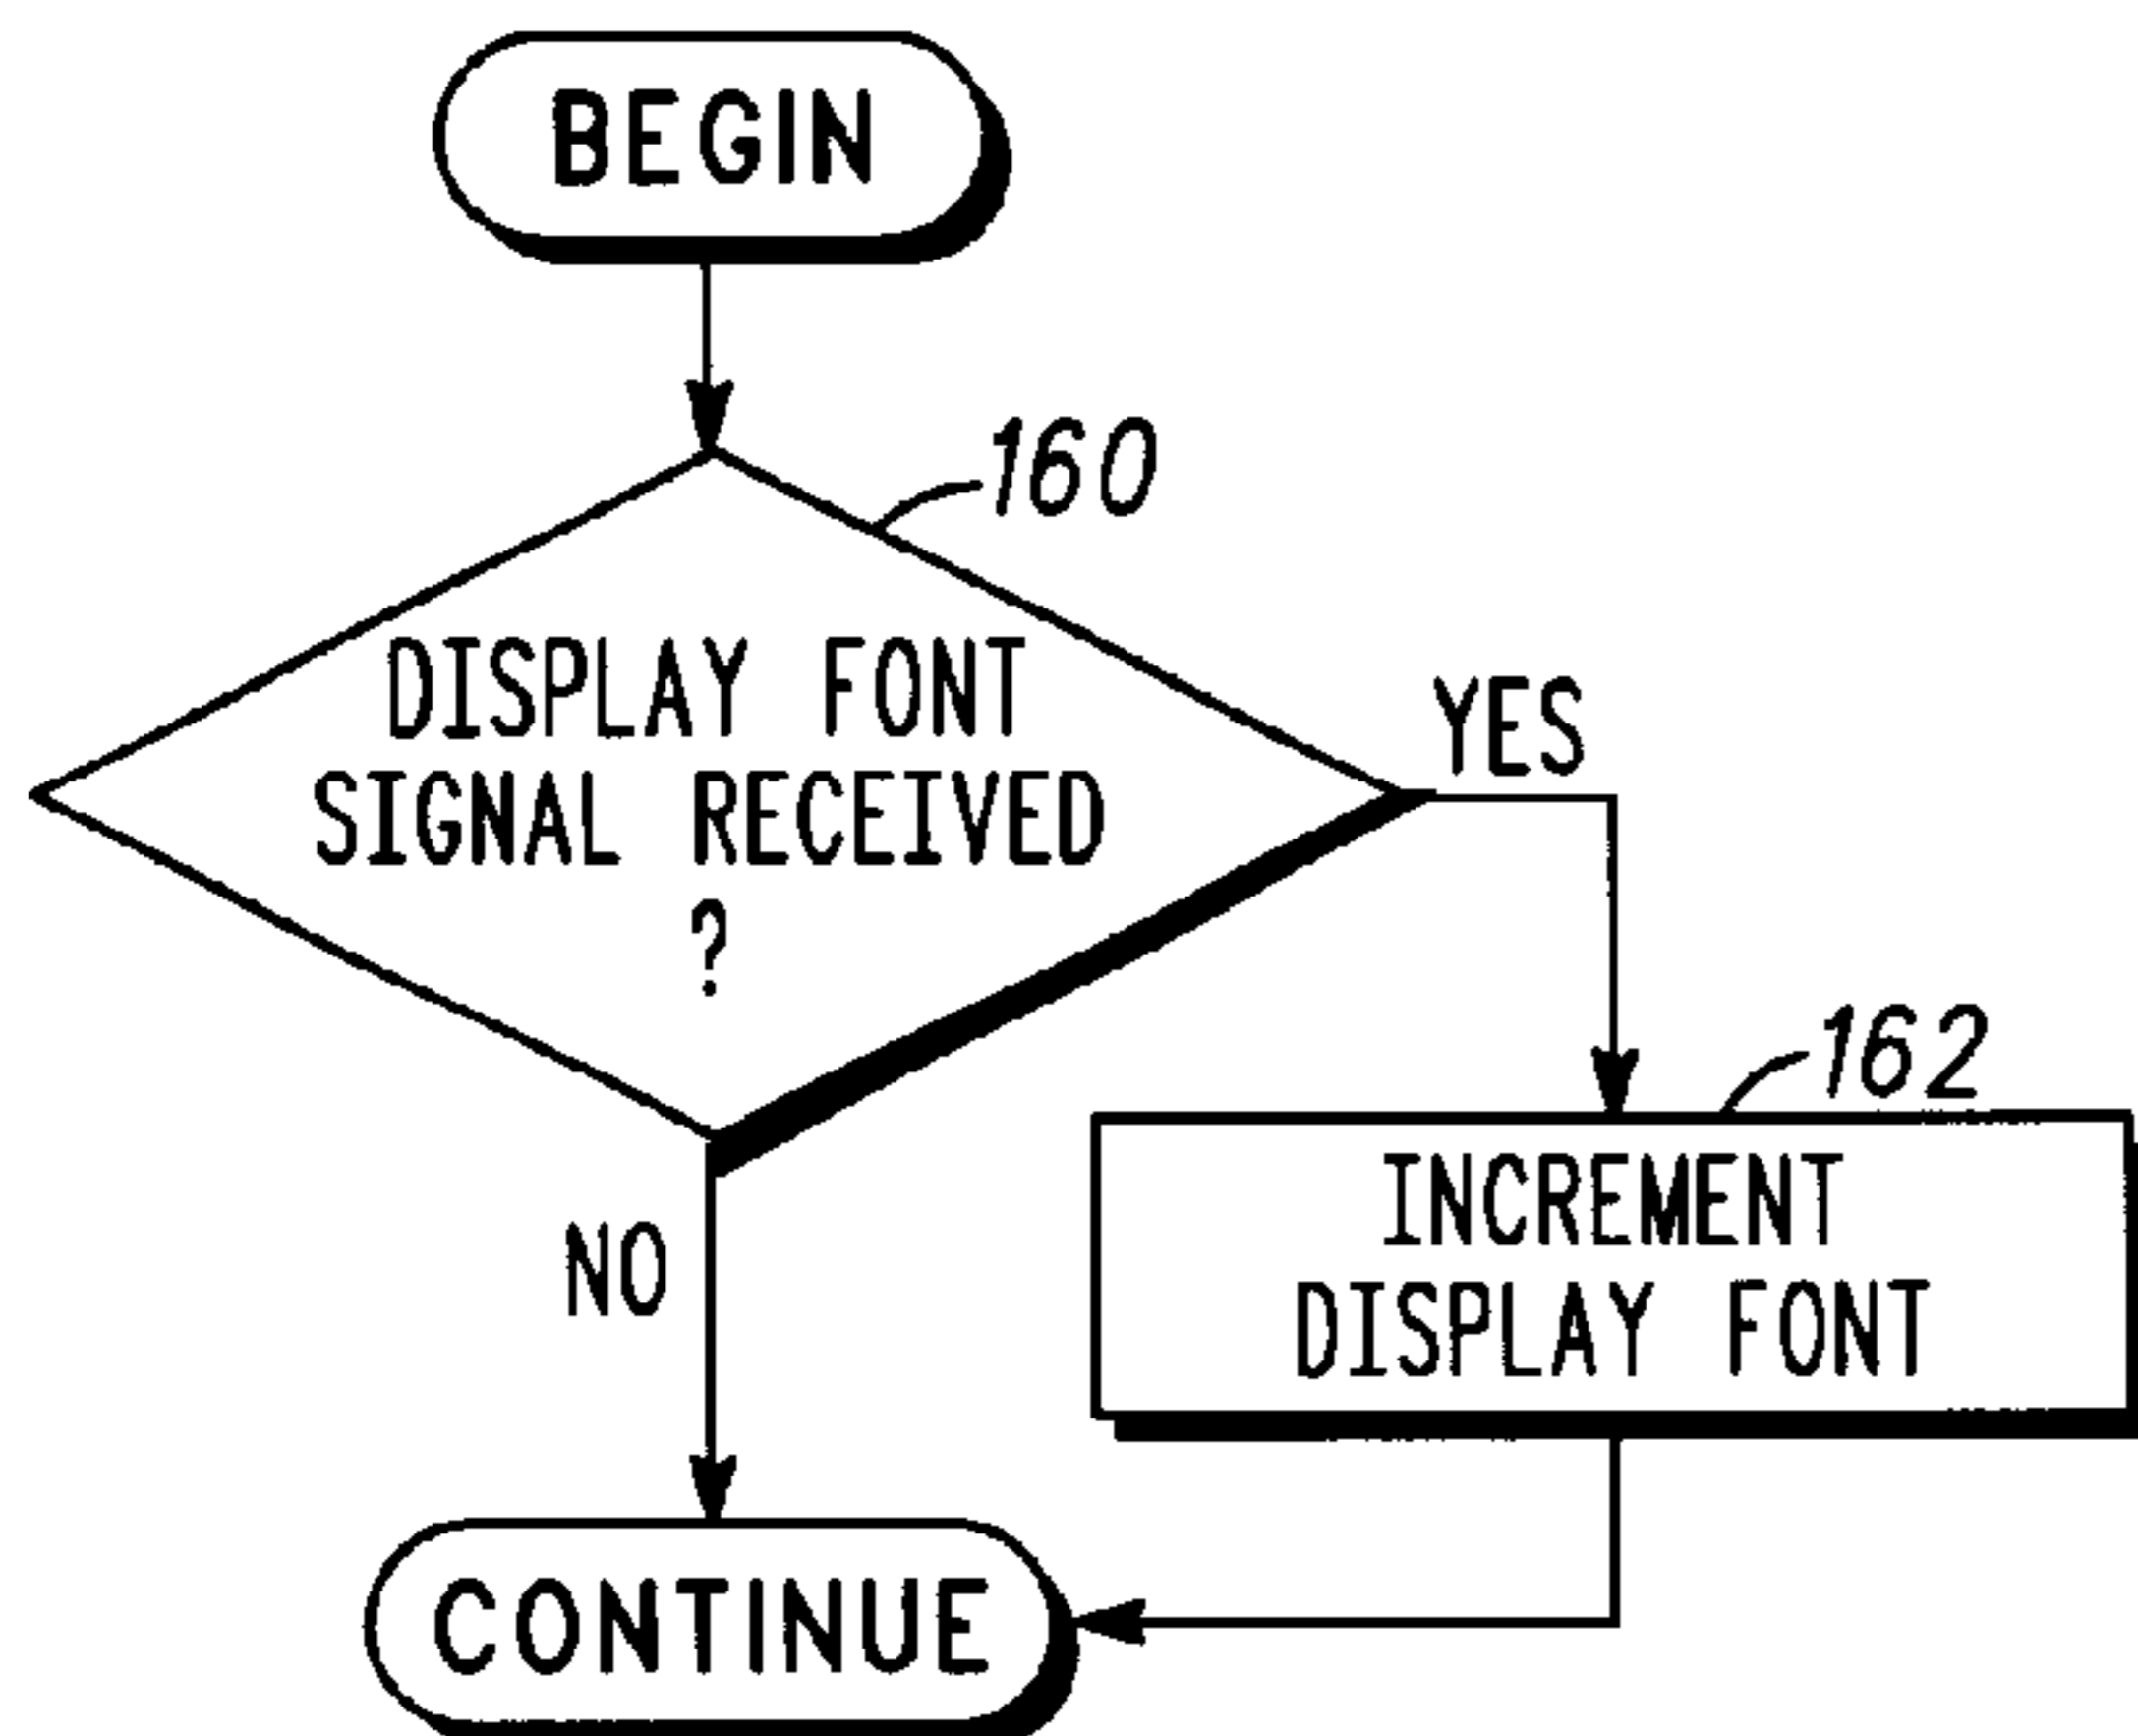 BEGIN
160
DISPLAY FONT
SIGNAL RECEIVED
?
YES
162
INCREMENT
DISPLAY FONT
NO
CONTINUE